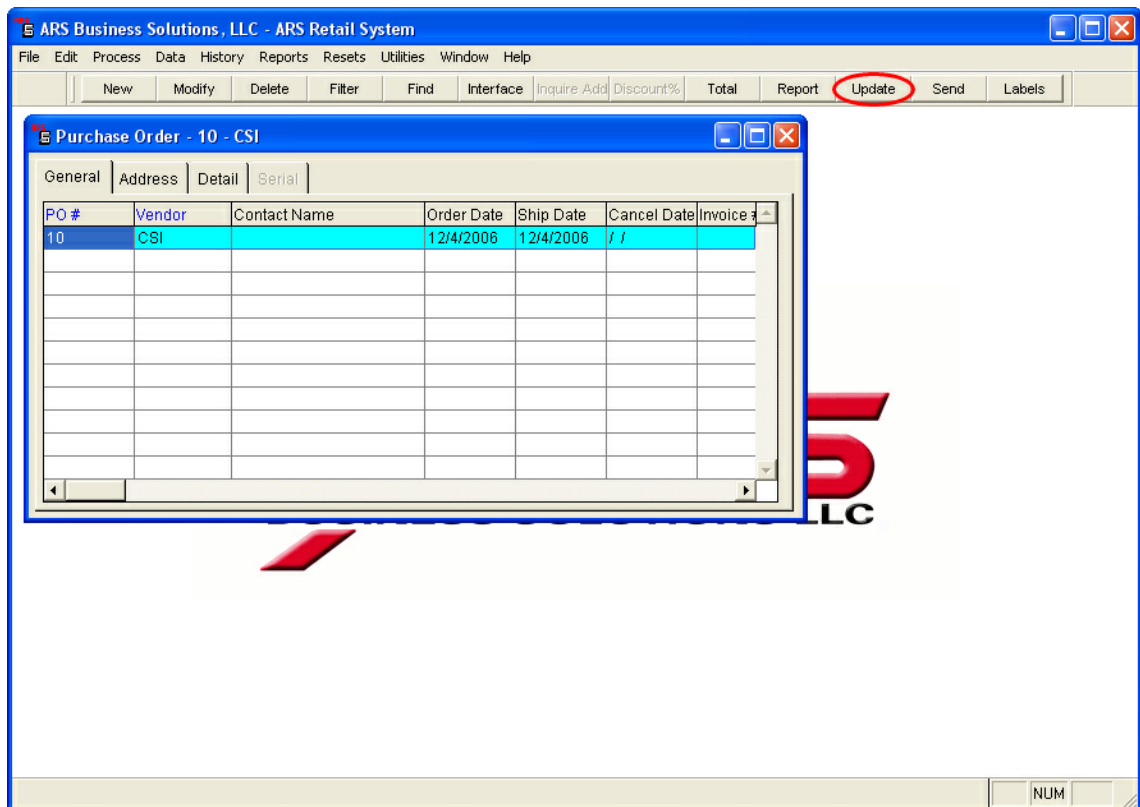 ARS Business Solutions, LLC - ARS Retail System
File Edit Process Data History Reports Resets Utilities Window Help
New Modify Delete Filter Find Interface Inquire Add Discount% Total Report Update Send Labels
Purchase Order - 10 - CSI
General Address Detail Serial
PO # Vendor Contact Name Order Date Ship Date Cancel Date Invoice
10 CSI 12/4/2006 12/4/2006 / /
LLC
NUM